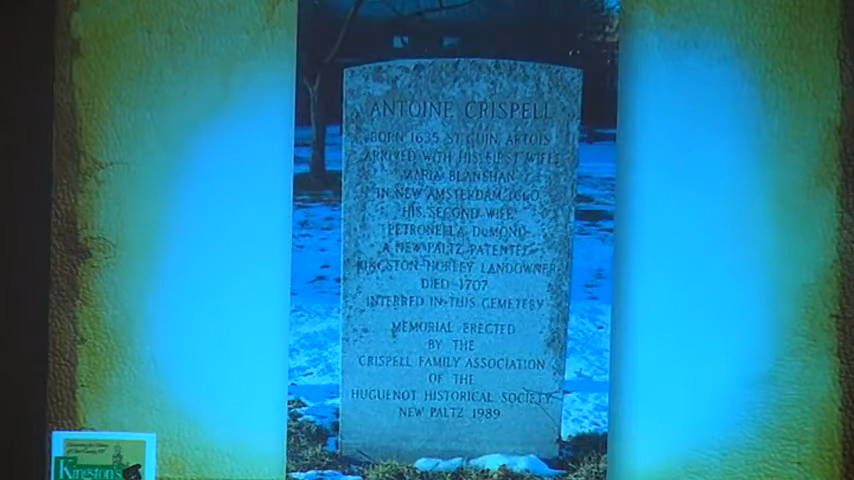 ANTOINE CRISPELL
BORN 1635 ST. GUIN, ARTOIS
ARRIVED WITH HIS FIRST WIFE
MARIA BLANSHAN
IN NEW AMSTERDAM 1660
HIS SECOND WIFE
PETRONELLA DUMOND
A NEW PALTZ PATENTEE
KINGSTON-HURLEY LANDOWNER
DIED 1707
INTERRED IN THIS CEMETERY
MEMORIAL ERECTED
BY THE
CRISPELL FAMILY ASSOCIATION
OF THE
HUGUENOT HISTORICAL SOCIETY
NEW PALTZ 1989
Kingston's